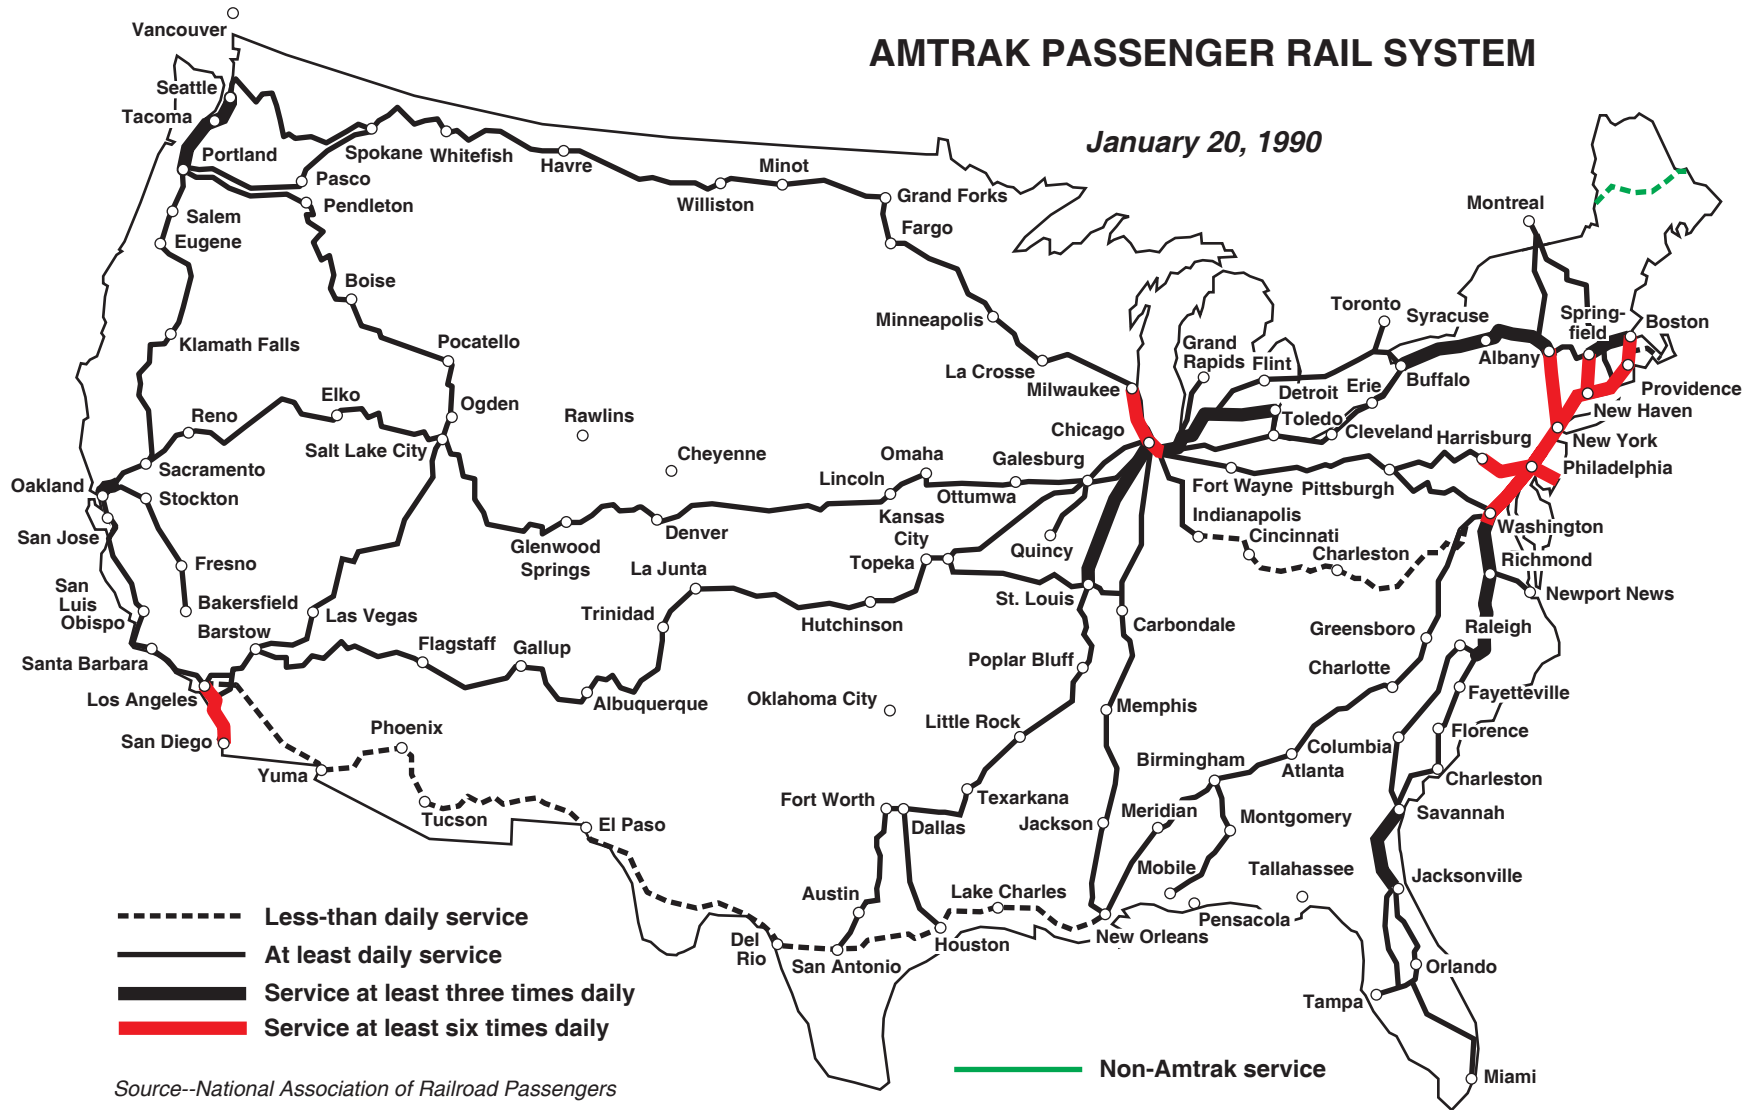 AMTRAK PASSENGER RAIL SYSTEM
January 20, 1990
Vancouver
Seattle
Tacoma
Portland
Spokane
Whitefish
Havre
Pasco
Pendleton
Williston
Minot
Grand Forks
Fargo
Salem
Eugene
Boise
Minneapolis
Klamath Falls
Pocatello
La Crosse
Milwaukee
Grand
Rapids
Flint
Toronto
Syracuse
Montreal
Spring-
field
Boston
Albany
Providence
New Haven
New York
Philadelphia
Buffalo
Erie
Detroit
Toledo
Cleveland
Harrisburg
Chicago
Reno
Elko
Ogden
Rawlins
Salt Lake City
Cheyenne
Omaha
Lincoln
Galesburg
Ottumwa
Fort Wayne
Pittsburgh
Sacramento
Oakland
Stockton
San Jose
Denver
Glenwood
Springs
Kansas
City
Topeka
Quincy
Indianapolis
Cincinnati
Charleston
Washington
Richmond
Newport News
Fresno
Bakersfield
San
Luis
Obispo
Las Vegas
La Junta
Trinidad
Hutchinson
St. Louis
Carbondale
Greensboro
Raleigh
Barstow
Santa Barbara
Los Angeles
Flagstaff
Gallup
Albuquerque
Poplar Bluff
Charlotte
Fayetteville
Oklahoma City
Little Rock
Memphis
San Diego
Phoenix
Yuma
Birmingham
Atlanta
Columbia
Florence
Charleston
Tucson
El Paso
Fort Worth
Dallas
Texarkana
Jackson
Meridian
Montgomery
Savannah
Mobile
Tallahassee
Jacksonville
Austin
Lake Charles
Pensacola
Del
Rio
San Antonio
Houston
New Orleans
Orlando
Tampa
Miami
Less-than daily service
At least daily service
Service at least three times daily
Service at least six times daily
Non-Amtrak service
Source--National Association of Railroad Passengers